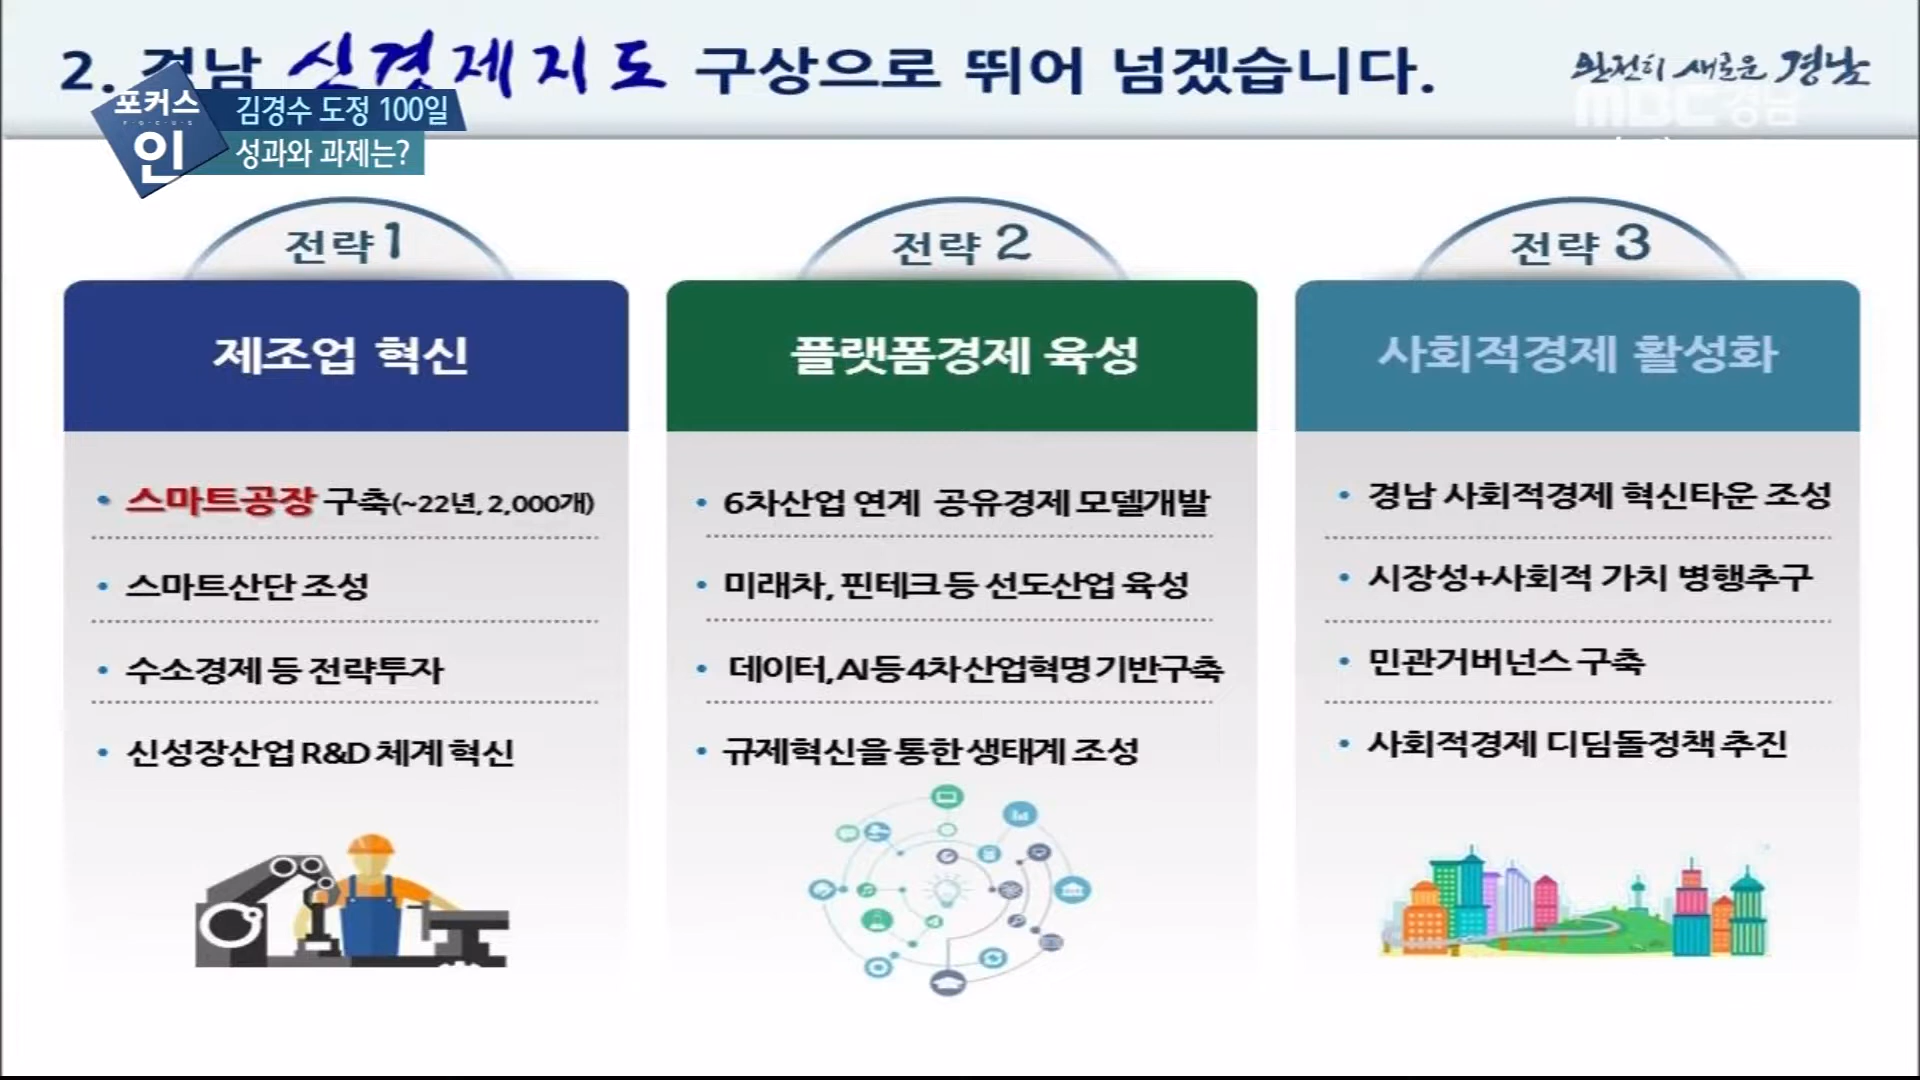 2. 경남 신경제지도 구상으로 뛰어 넘겠습니다.
완전히 새로운 경남
MBC경남
포커스
FOCUS
인
김경수 도정 100일
성과와 과제는?
전략 1
제조업 혁신
• 스마트공장 구축(~22년, 2,000개)
• 스마트산단 조성
• 수소경제 등 전략투자
• 신성장산업 R&D 체계 혁신
전략 2
플랫폼경제 육성
• 6차산업 연계 공유경제 모델개발
• 미래차, 핀테크 등 선도산업 육성
• 데이터, AI 등 4차 산업혁명 기반구축
• 규제혁신을 통한 생태계 조성
전략 3
사회적경제 활성화
• 경남 사회적경제 혁신타운 조성
• 시장성+사회적 가치 병행추구
• 민관거버넌스 구축
• 사회적경제 디딤돌정책 추진